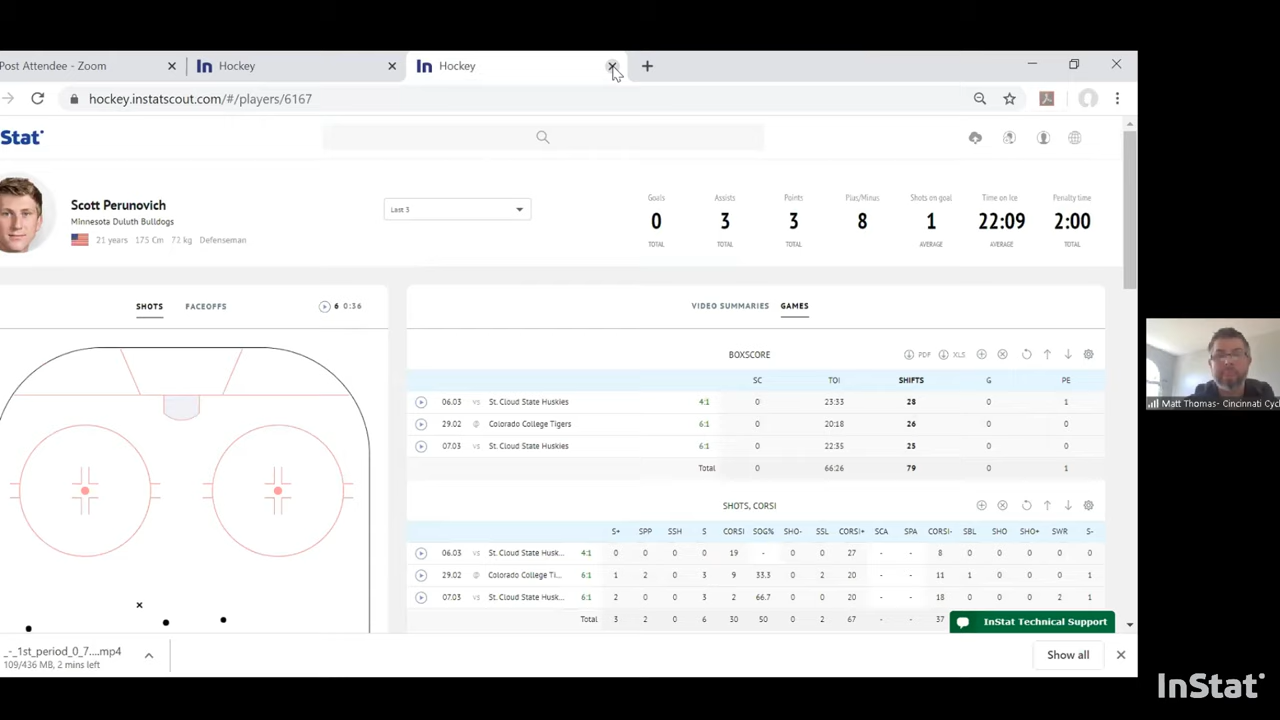 Post Attendee - Zoom
In Hockey
In Hockey
hockey.instatscout.com/#/players/6167
Stat
Scott Perunovich
Minnesota Duluth Bulldogs
21 years 175 Cm 73 kg Defenseman
Last 3
Goals Assists Points Plus/Minus Shots on goal Time on Ice Penalty time
0 3 3 8 1 22:09 2:00
TOTAL TOTAL TOTAL AVERAGE AVERAGE TOTAL
SHOTS FACEOFFS 6 0:36
VIDEO SUMMARIES GAMES
BOXSCORE PDF XLS
SC TOI SHIFTS G PE
06.03 vs St. Cloud State Huskies 4:1 0 23:33 28 0 1
29.02 @ Colorado College Tigers 6:1 0 20:18 26 0 0
07.03 vs St. Cloud State Huskies 6:1 0 22:35 25 0 0
Total 0 66:26 79 0 1
SHOTS, CORSI
S+ SPP SSH S CORSI SOG% SHO- SSL CORSI+ SCA SPA CORSI- SBL SHO SHO+ SWR S-
06.03 vs St. Cloud State Husk... 4:1 0 0 0 0 19 - 0 0 27 - - 8 0 0 0 0 0
29.02 @ Colorado College Ti... 6:1 1 2 0 3 9 33.3 0 2 20 - - 11 1 0 0 0 1
07.03 vs St. Cloud State Husk... 6:1 2 0 0 3 2 66.7 0 0 20 - - 18 0 0 0 2 1
Total 3 2 0 6 30 50 0 2 67 - - 37
InStat Technical Support
_-_1st_period_0_7....mp4
109/436 MB, 2 mins left
Show all
Matt Thomas- Cincinnati Cycl
InStat